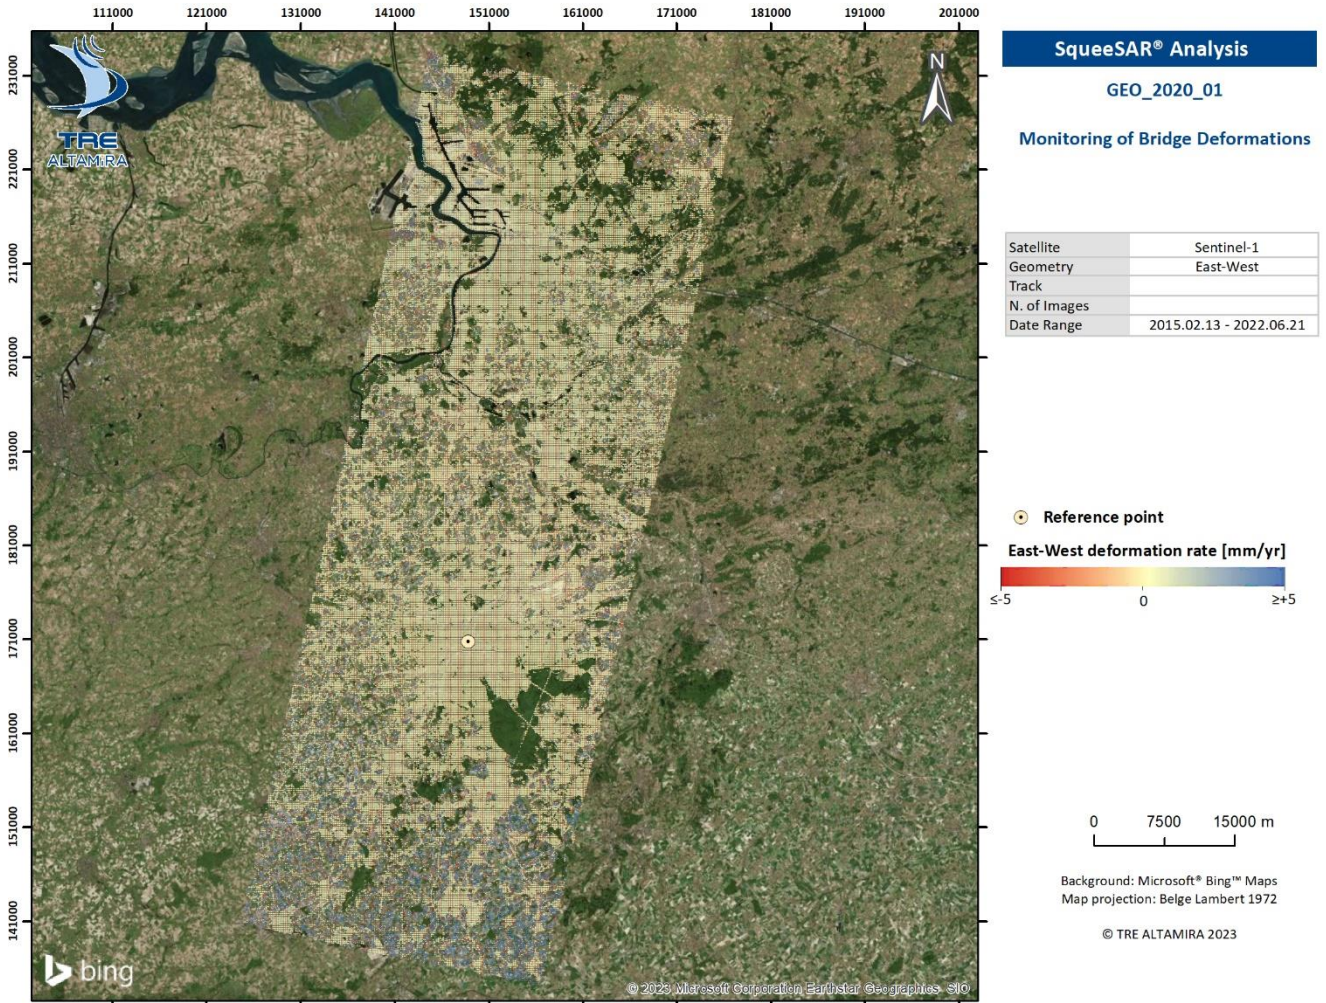 111000 121000 131000 141000 151000 161000 171000 181000 191000 201000
231000
221000
211000
201000
191000
181000
171000
161000
151000
141000
TRE
ALTAMIRA
N
bing
© 2023 Microsoft Corporation Earthstar Geographics SIO
SqueeSAR® Analysis
GEO_2020_01
Monitoring of Bridge Deformations
Satellite Sentinel-1
Geometry East-West
Track
N. of Images
Date Range 2015.02.13 - 2022.06.21
Reference point
East-West deformation rate [mm/yr]
≤-5 0 ≥+5
0 7500 15000 m
Background: Microsoft® Bing™ Maps
Map projection: Belge Lambert 1972
© TRE ALTAMIRA 2023